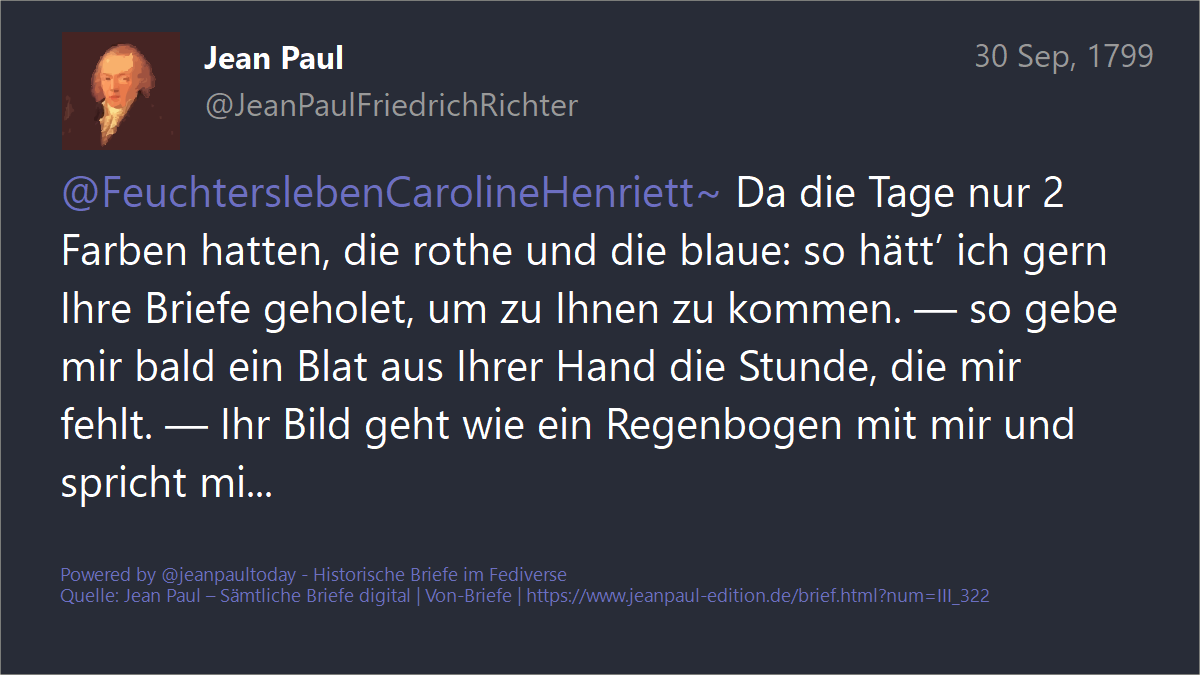 Jean Paul
30 Sep, 1799
@JeanPaulFriedrichRichter
@FeuchterslebenCarolineHenriett~ Da die Tage nur 2
Farben hatten, die rothe und die blaue: so hätt’ ich gern
Ihre Briefe geholet, um zu Ihnen zu kommen. — so gebe
mir bald ein Blat aus Ihrer Hand die Stunde, die mir
fehlt. — Ihr Bild geht wie ein Regenbogen mit mir und
spricht mi...
Powered by @jeanpaultoday - Historische Briefe im Fediverse
Quelle: Jean Paul – Sämtliche Briefe digital | Von-Briefe | https://www.jeanpaul-edition.de/brief.html?num=III_322